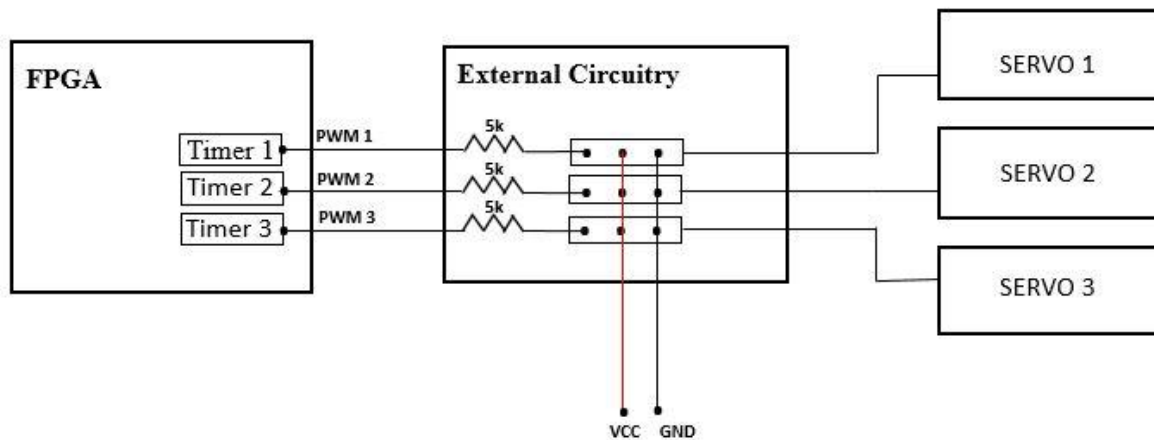 FPGA
Timer 1
Timer 2
Timer 3
PWM 1
PWM 2
PWM 3
External Circuitry
5k
5k
5k
VCC GND
SERVO 1
SERVO 2
SERVO 3